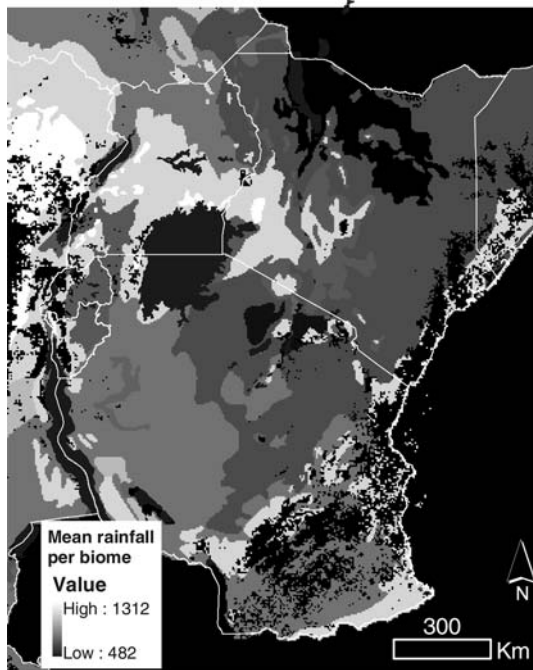 Mean rainfall
per biome
Value
High : 1312
Low : 482
N
300
Km